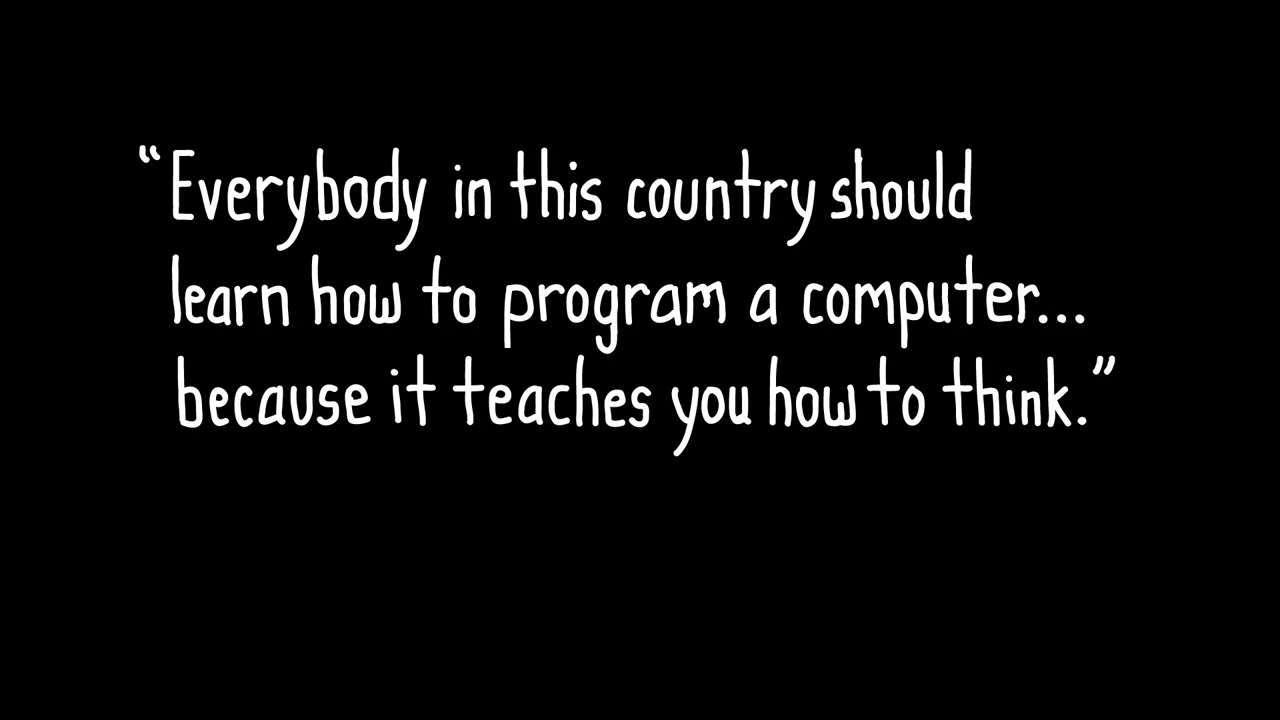 “Everybody in this country should
learn how to program a computer...
because it teaches you how to think.”